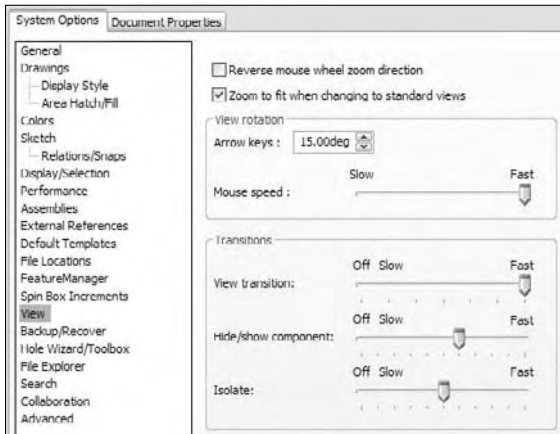 System Options
Document Properties
General
Drawings
Display Style
Area Hatch/Fill
Colors
Sketch
Relations/Snaps
Display/Selection
Performance
Assemblies
External References
Default Templates
File Locations
FeatureManager
Spin Box Increments
View
Backup/Recover
Hole Wizard/Toolbox
File Explorer
Search
Collaboration
Advanced
Reverse mouse wheel zoom direction
Zoom to fit when changing to standard views
View rotation
Arrow keys : 15.00deg
Slow Fast
Mouse speed :
Transitions
Off Slow Fast
View transition:
Off Slow Fast
Hide/show component:
Off Slow Fast
Isolate: